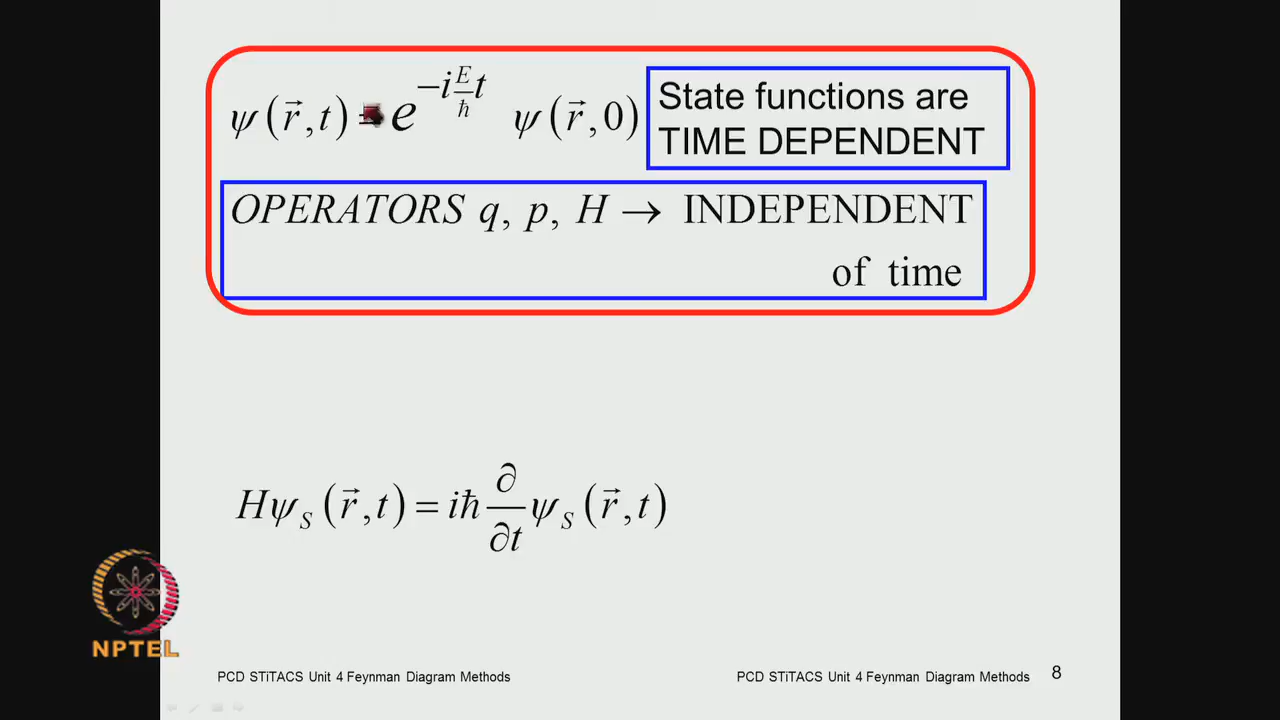 ψ(r⃗,t) = e^{-i(E/ħ)t} ψ(r⃗,0)
State functions are
TIME DEPENDENT
OPERATORS q, p, H → INDEPENDENT
of time
Hψ_S(r⃗,t) = iħ ∂/∂t ψ_S(r⃗,t)
NPTEL
PCD STiTACS Unit 4 Feynman Diagram Methods
PCD STiTACS Unit 4 Feynman Diagram Methods
8